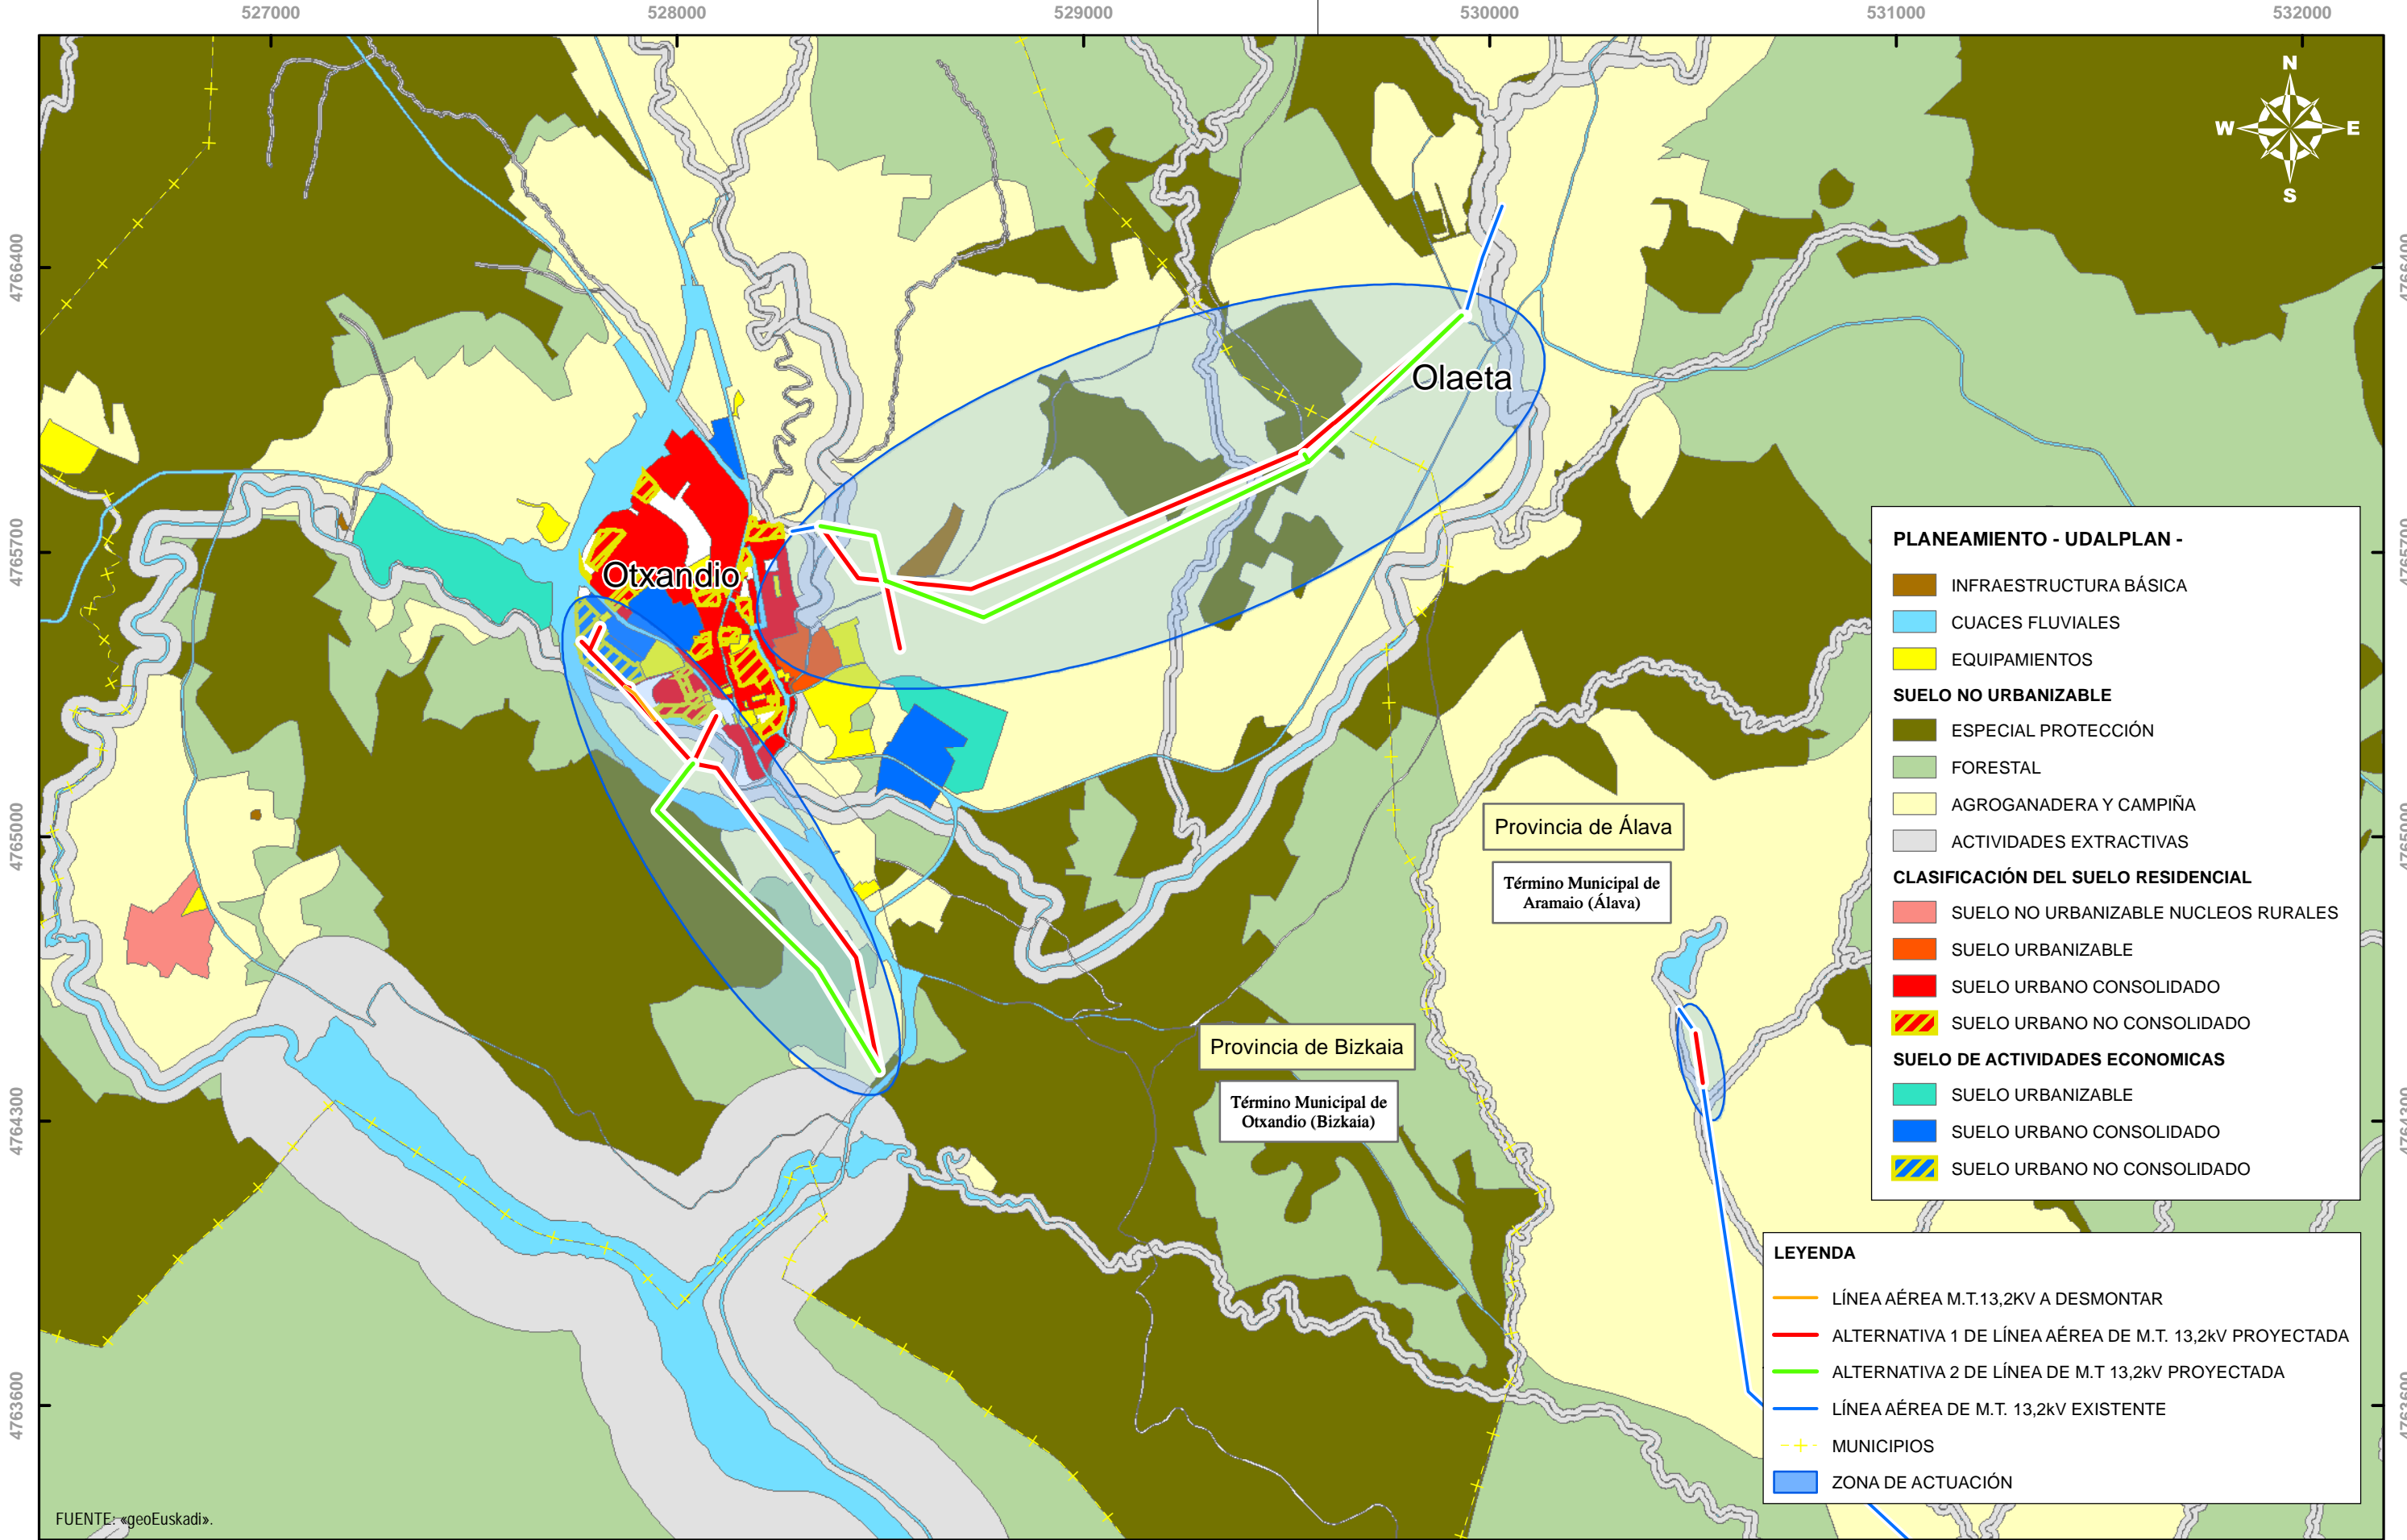 527000
528000
529000
530000
531000
532000
N
W
E
S
4766400
4766400
Olaeta
4765700
4765700
Otxandio
PLANEAMIENTO - UDALPLAN -
INFRAESTRUCTURA BÁSICA
CUACES FLUVIALES
EQUIPAMIENTOS
SUELO NO URBANIZABLE
ESPECIAL PROTECCIÓN
FORESTAL
AGROGANADERA Y CAMPIÑA
ACTIVIDADES EXTRACTIVAS
CLASIFICACIÓN DEL SUELO RESIDENCIAL
SUELO NO URBANIZABLE NUCLEOS RURALES
SUELO URBANIZABLE
SUELO URBANO CONSOLIDADO
SUELO URBANO NO CONSOLIDADO
SUELO DE ACTIVIDADES ECONOMICAS
SUELO URBANIZABLE
SUELO URBANO CONSOLIDADO
SUELO URBANO NO CONSOLIDADO
4765000
4765000
Provincia de Álava
Término Municipal de
Aramaio (Álava)
Provincia de Bizkaia
Término Municipal de
Otxandio (Bizkaia)
4764300
4764300
LEYENDA
LÍNEA AÉREA M.T.13,2KV A DESMONTAR
ALTERNATIVA 1 DE LÍNEA AÉREA DE M.T. 13,2kV PROYECTADA
ALTERNATIVA 2 DE LÍNEA DE M.T 13,2kV PROYECTADA
LÍNEA AÉREA DE M.T. 13,2kV EXISTENTE
MUNICIPIOS
ZONA DE ACTUACIÓN
4763600
4763600
FUENTE: «geoEuskadi».